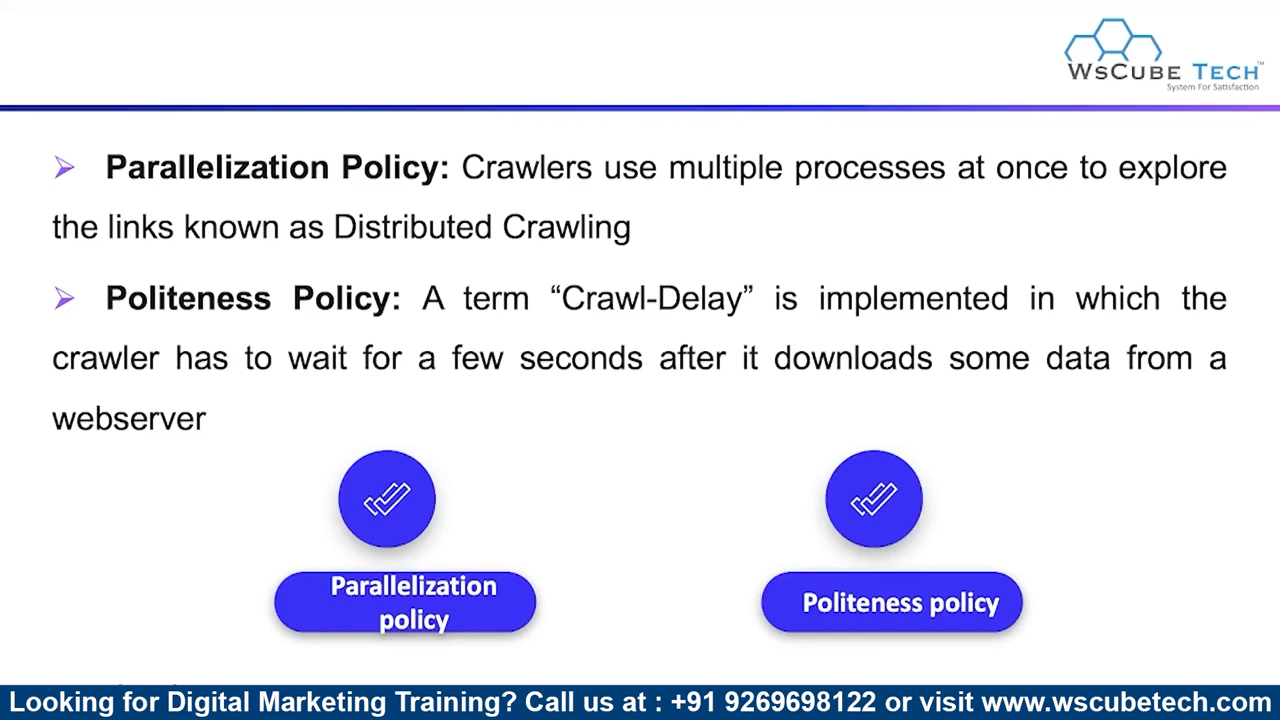 WSCUBE TECH™
System For Satisfaction
Parallelization Policy: Crawlers use multiple processes at once to explore
the links known as Distributed Crawling
Politeness Policy: A term “Crawl-Delay” is implemented in which the
crawler has to wait for a few seconds after it downloads some data from a
webserver
Parallelization
policy
Politeness policy
Looking for Digital Marketing Training? Call us at : +91 9269698122 or visit www.wscubetech.com